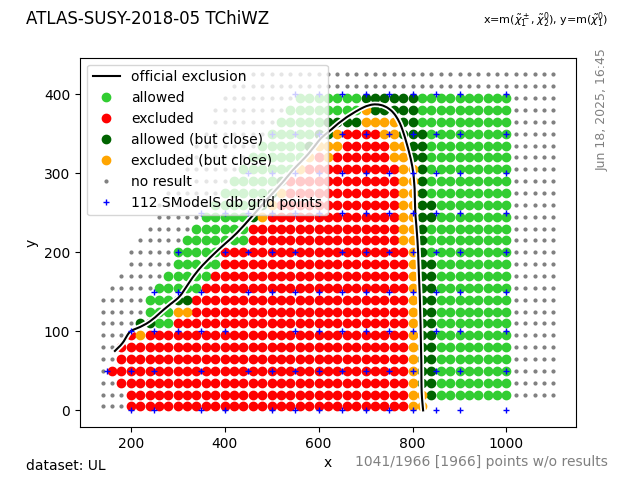 ATLAS-SUSY-2018-05 TChiWZ
x=m(χ̃₁±, χ̃₂⁰), y=m(χ̃₁⁰)
Jun 18, 2025, 16:45
official exclusion
allowed
excluded
allowed (but close)
excluded (but close)
no result
112 SModelS db grid points
y
400
300
200
100
0
200
400
600
800
1000
x
dataset: UL
1041/1966 [1966] points w/o results